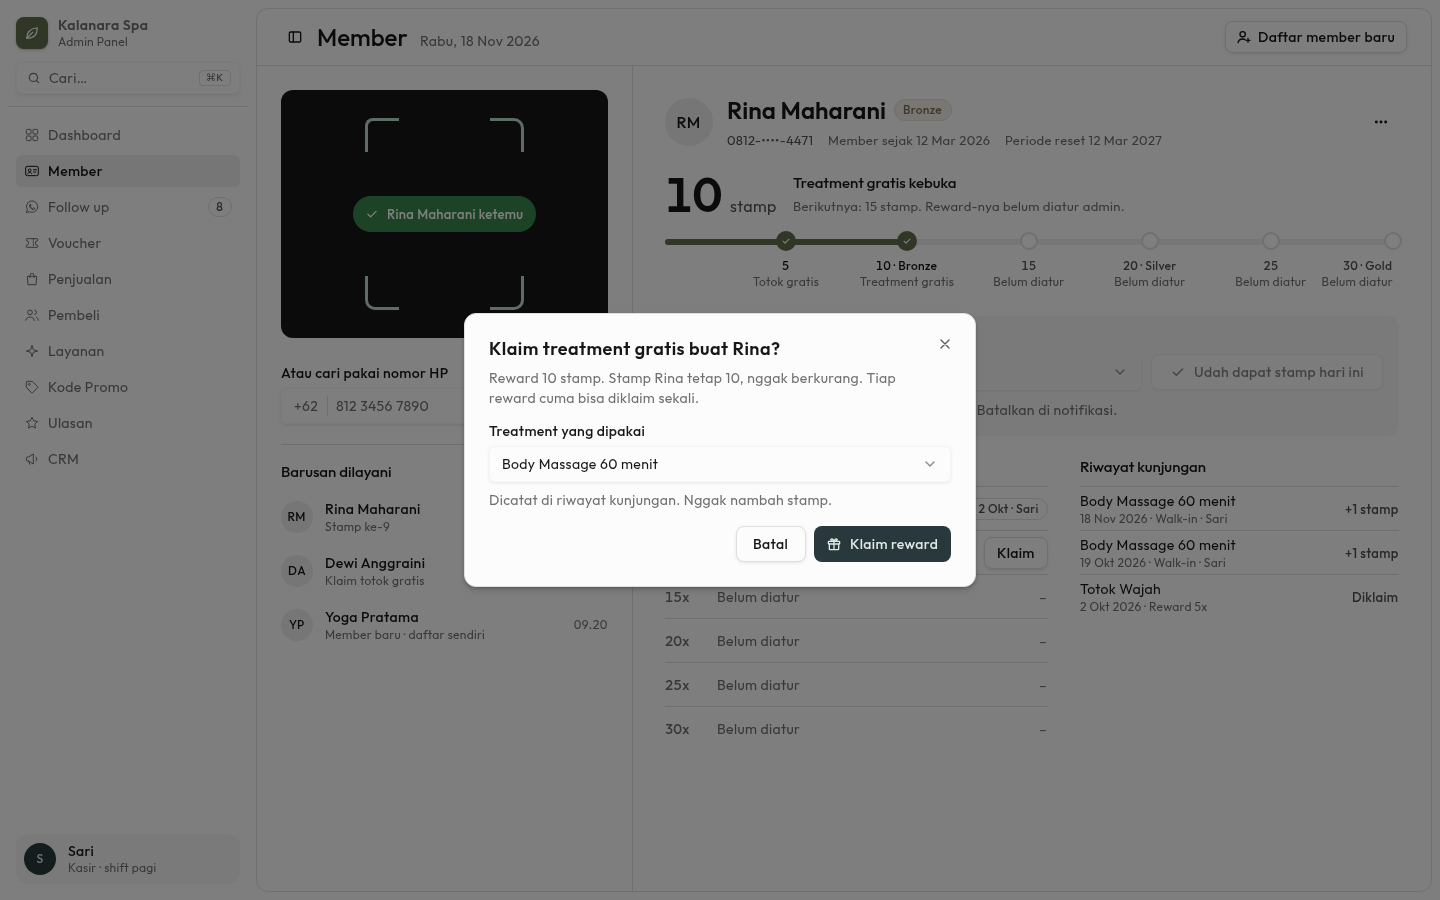 Kalanara Spa
Admin Panel
Cari...
⌘K
Dashboard
Member
Follow up
8
Voucher
Penjualan
Pembeli
Layanan
Kode Promo
Ulasan
CRM
S
Sari
Kasir · shift pagi
Member
Rabu, 18 Nov 2026
Daftar member baru
Rina Maharani ketemu
Atau cari pakai nomor HP
+62
812 3456 7890
Barusan dilayani
RM
Rina Maharani
Stamp ke-9
DA
Dewi Anggraini
Klaim totok gratis
YP
Yoga Pratama
Member baru · daftar sendiri
09.20
RM
Rina Maharani
Bronze
0812-••••-4471
Member sejak 12 Mar 2026
Periode reset 12 Mar 2027
10 stamp
Treatment gratis kebuka
Berikutnya: 15 stamp. Reward-nya belum diatur admin.
5
Totok gratis
10 · Bronze
Treatment gratis
15
Belum diatur
20 · Silver
Belum diatur
25
Belum diatur
30 · Gold
Belum diatur
Udah dapat stamp hari ini
Batalkan di notifikasi.
2 Okt · Sari
Klaim
15x
Belum diatur
–
20x
Belum diatur
–
25x
Belum diatur
–
30x
Belum diatur
–
Riwayat kunjungan
Body Massage 60 menit
18 Nov 2026 · Walk-in · Sari
+1 stamp
Body Massage 60 menit
19 Okt 2026 · Walk-in · Sari
+1 stamp
Totok Wajah
2 Okt 2026 · Reward 5x
Diklaim
Klaim treatment gratis buat Rina?
Reward 10 stamp. Stamp Rina tetap 10, nggak berkurang. Tiap
reward cuma bisa diklaim sekali.
Treatment yang dipakai
Body Massage 60 menit
Dicatat di riwayat kunjungan. Nggak nambah stamp.
Batal
Klaim reward